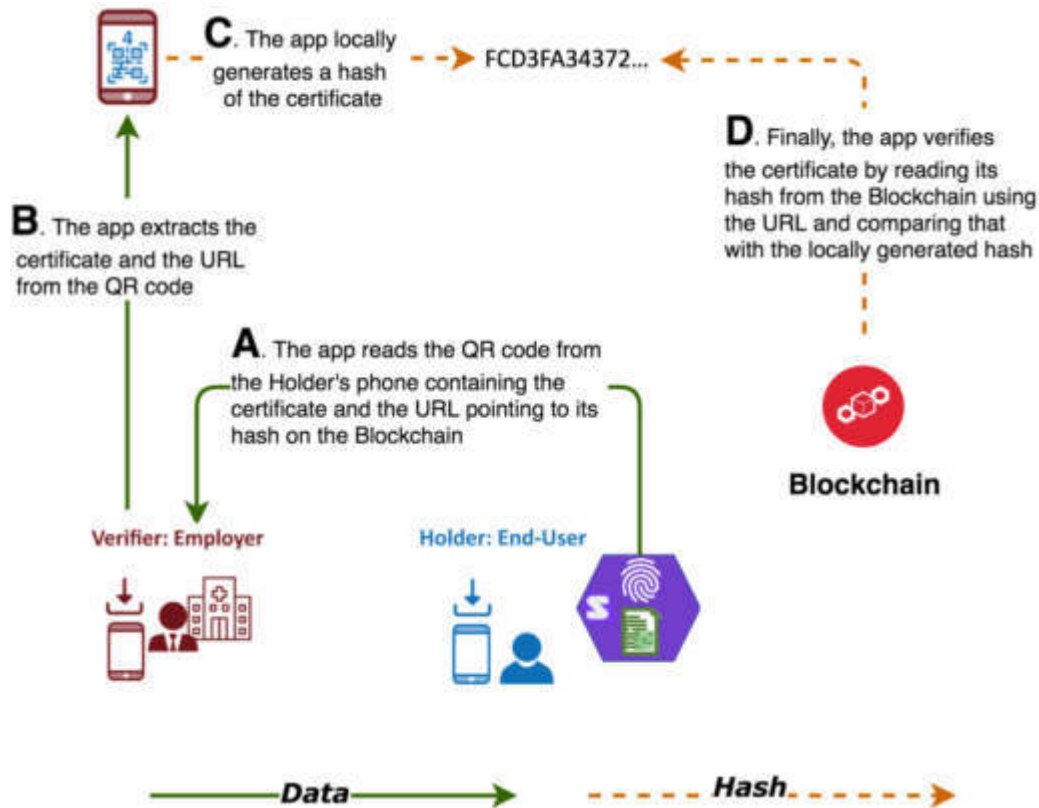 4
C. The app locally
generates a hash
of the certificate
FCD3FA34372...
D. Finally, the app verifies
the certificate by reading its
hash from the Blockchain using
the URL and comparing that
with the locally generated hash
B. The app extracts the
certificate and the URL
from the QR code
A. The app reads the QR code from
the Holder's phone containing the
certificate and the URL pointing to its
hash on the Blockchain
Blockchain
Verifier: Employer
Holder: End-User
Data
Hash